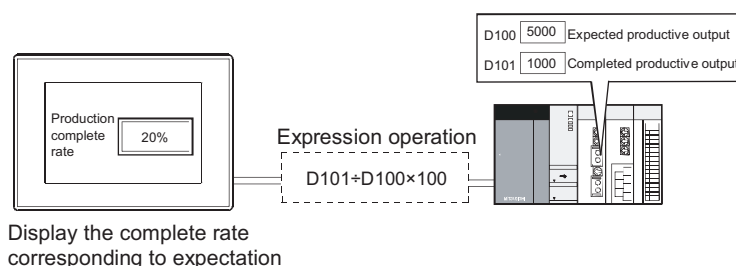 D100 5000 Expected productive output
D101 1000 Completed productive output
Production
complete
rate
20%
Expression operation
D101÷D100×100
Display the complete rate
corresponding to expectation